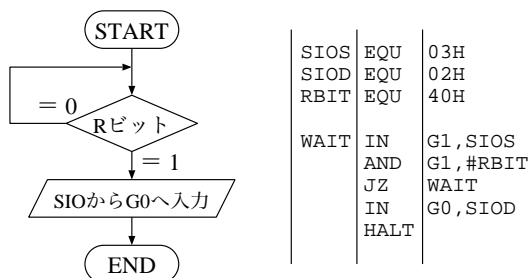 START
= 0
Rビット
= 1
SIOからG0へ入力
END
SIOS EQU 03H
SIOD EQU 02H
RBIT EQU 40H
WAIT IN G1,SIOS
AND G1,#RBIT
JZ WAIT
IN G0,SIOD
HALT